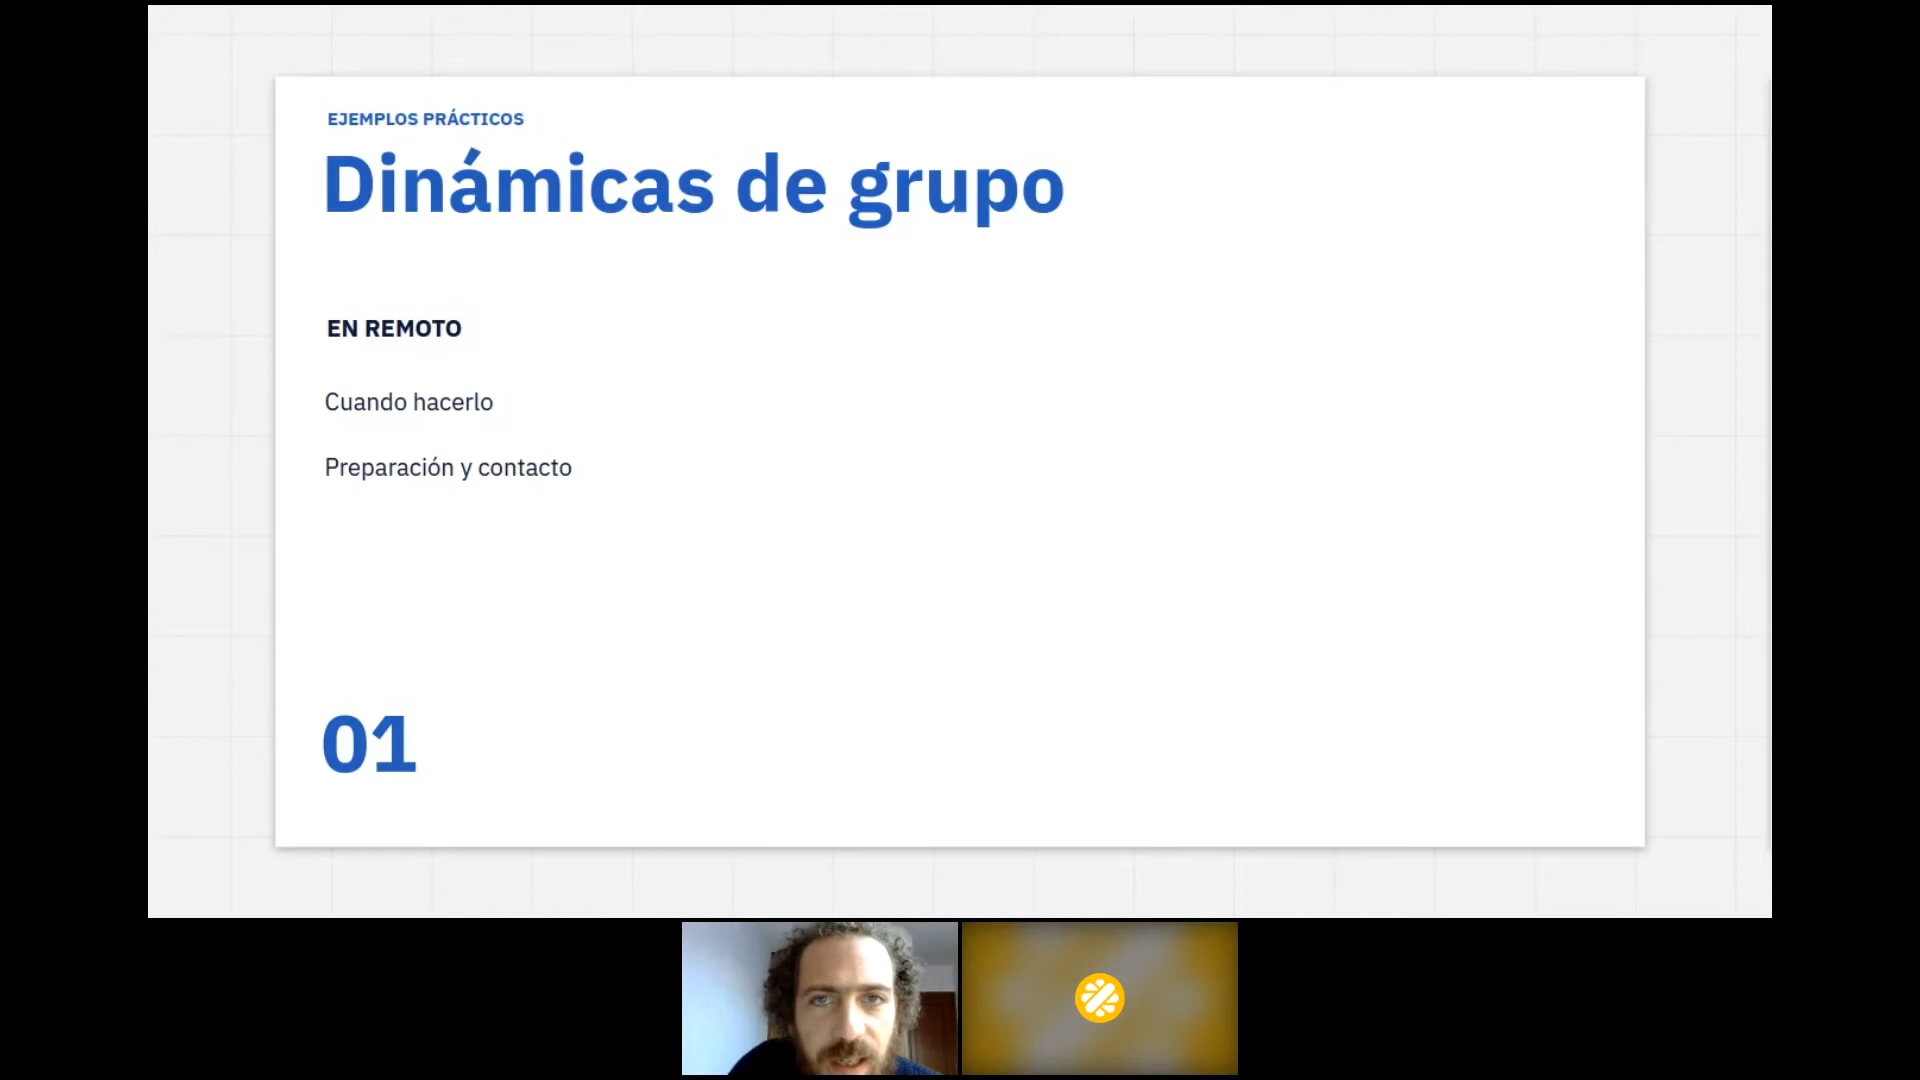 EJEMPLOS PRÁCTICOS
Dinámicas de grupo
EN REMOTO
Cuando hacerlo
Preparación y contacto
01